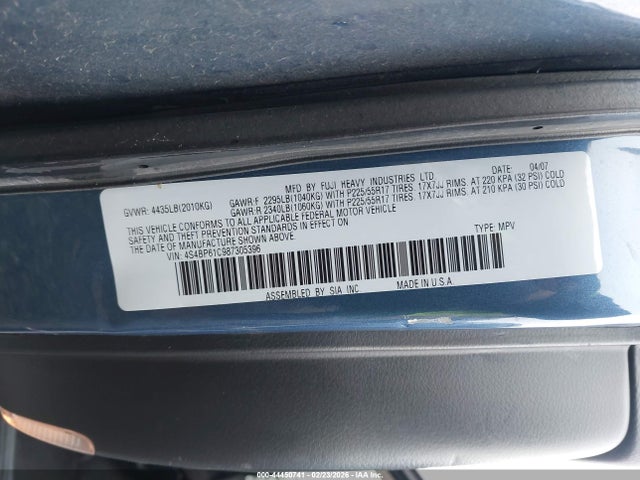 MFD BY FUJI HEAVY INDUSTRIES LTD. DATE: 04/07
GVWR: 4435LB(2010KG) GAWR:F 2295LB(1040KG) WITH P225/55R17 TIRES, 17X7JJ RIMS, AT 220 KPA (32 PSI) COLD
GAWR:R 2340LB(1060KG) WITH P225/55R17 TIRES, 17X7JJ RIMS, AT 210 KPA (30 PSI) COLD
THIS VEHICLE CONFORMS TO ALL APPLICABLE FEDERAL MOTOR VEHICLE
SAFETY AND THEFT PREVENTION STANDARDS IN EFFECT ON
THE DATE OF MANUFACTURE SHOWN ABOVE.
VIN: 4S4BP61C987305396 TYPE: MPV
ASSEMBLED BY SIA INC. MADE IN U.S.A.
000-44450741 - 02/23/2026 - IAAI.COM